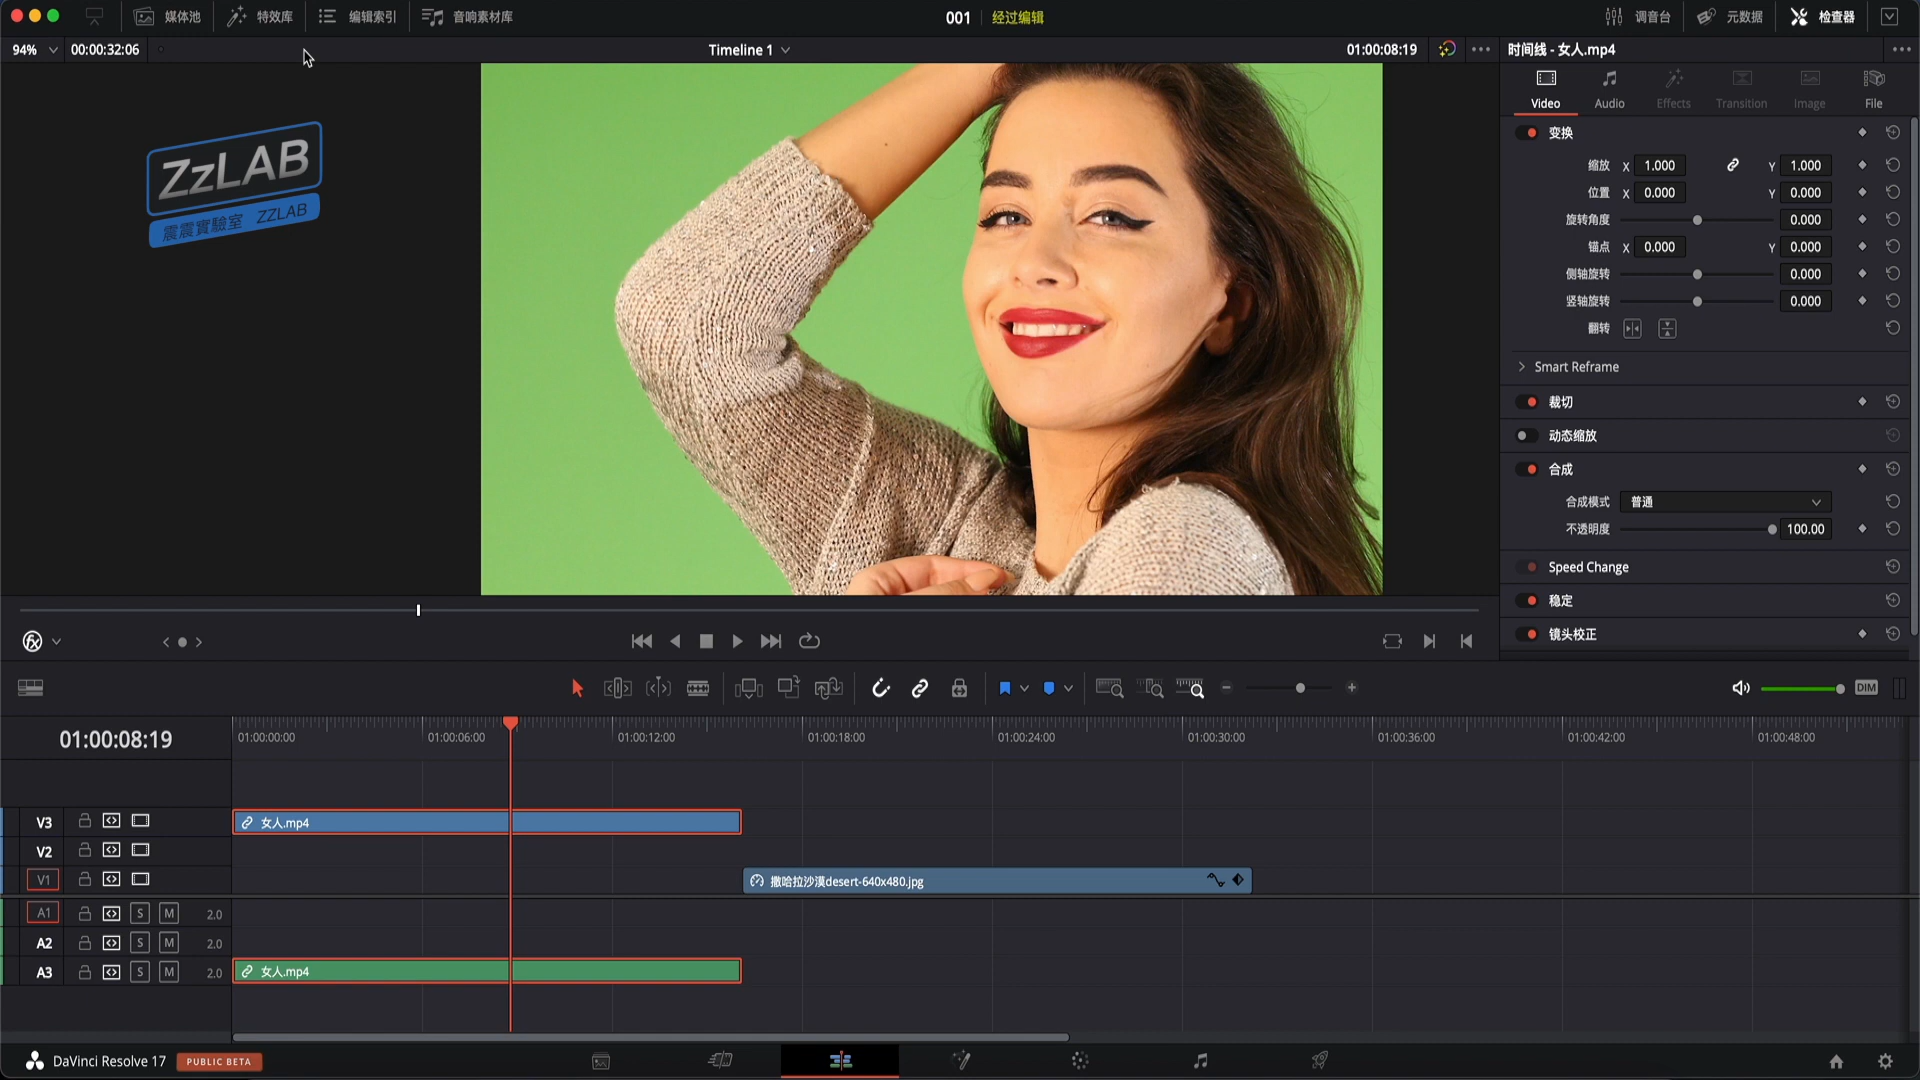 媒体池 特效库 编辑索引 音响素材库 001 经过编辑 调音台 元数据 检查器
94% 00:00:32:06 Timeline 1 01:00:08:19 时间线 - 女人.mp4
Video Audio Effects Transition Image File
ZzLAB
震震實驗室 ZZLAB
变换
缩放 X 1.000 Y 1.000
位置 X 0.000 Y 0.000
旋转角度 0.000
锚点 X 0.000 Y 0.000
侧轴旋转 0.000
竖轴旋转 0.000
翻转
Smart Reframe
裁切
动态缩放
合成
合成模式 普通
不透明度 100.00
Speed Change
稳定
镜头校正
DIM
01:00:08:19 01:00:00:00 01:00:06:00 01:00:12:00 01:00:18:00 01:00:24:00 01:00:30:00 01:00:36:00 01:00:42:00 01:00:48:00
V3 女人.mp4
V2
V1 撒哈拉沙漠desert-640x480.jpg
A1 S M 2.0
A2 S M 2.0
A3 S M 2.0 女人.mp4
DaVinci Resolve 17 PUBLIC BETA